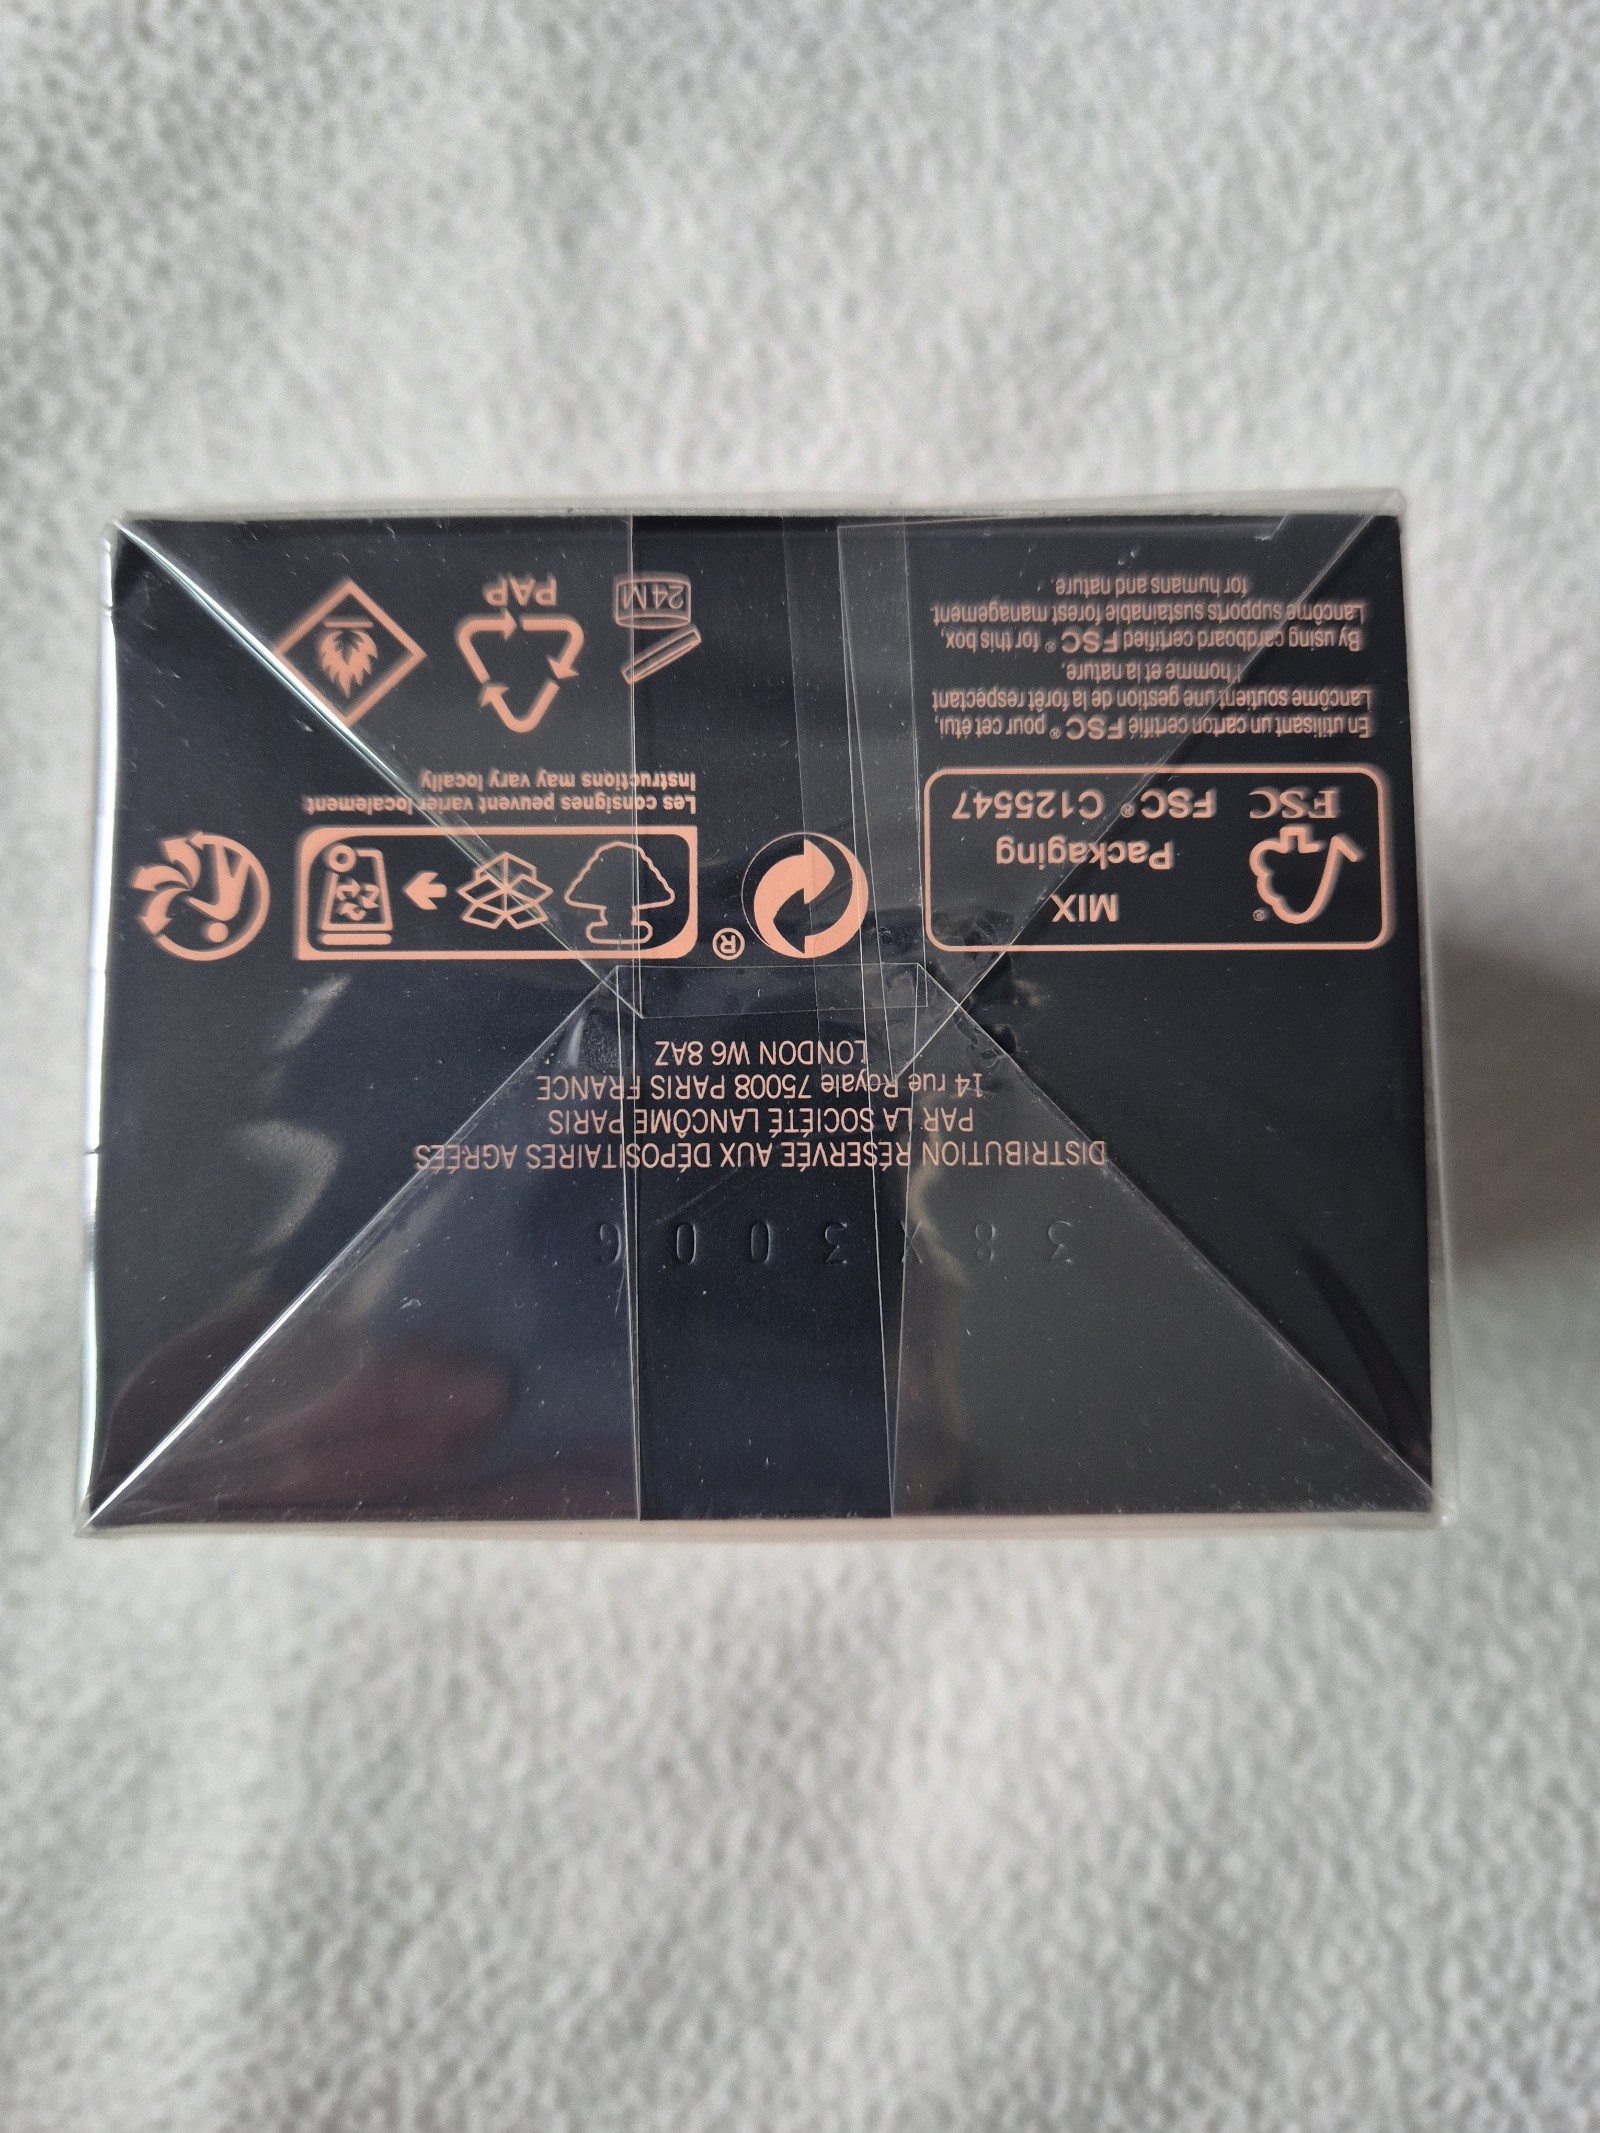 38X300G
DISTRIBUTION RÉSERVÉE AUX DÉPOSITAIRES AGRÉÉS
PAR LA SOCIÉTÉ LANCÔME PARIS
14 rue Royale 75008 PARIS FRANCE
LONDON W6 8AZ
®
MIX
Packaging
FSC FSC® C125547
En utilisant un carton certifié FSC® pour cet étui,
Lancôme soutient une gestion de la forêt respectant
l'homme et la nature.
By using cardboard certified FSC® for this box,
Lancôme supports sustainable forest management
for humans and nature.
®
Les consignes peuvent varier localement
Instructions may vary locally
24M
PAP